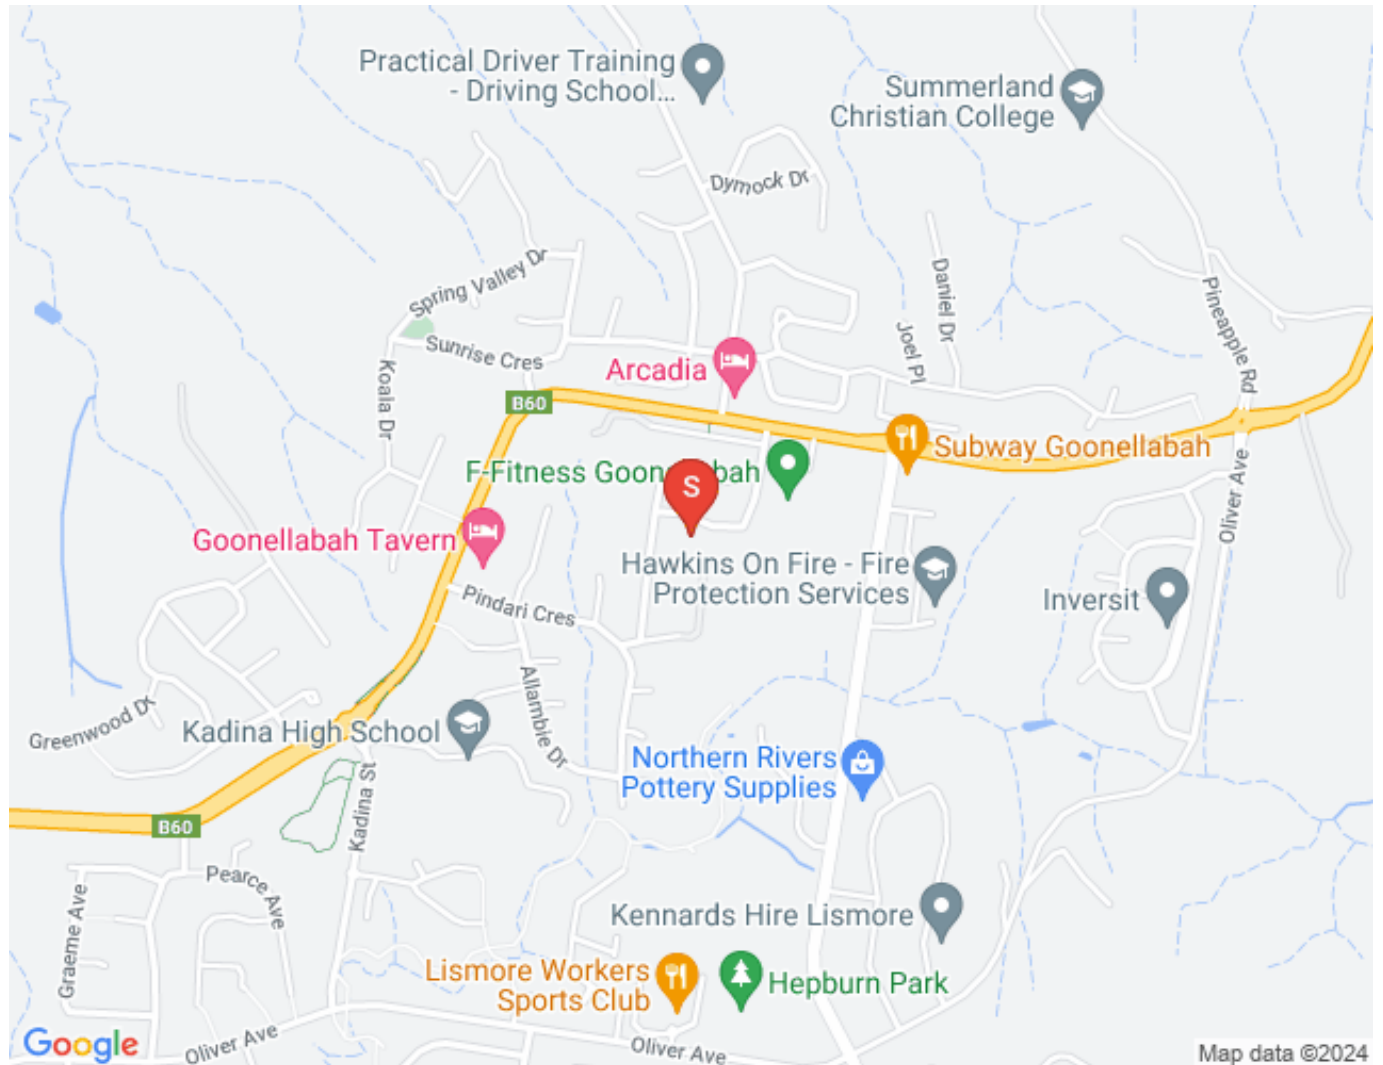 Practical Driver Training
- Driving School...
Summerland
Christian College
Dymock Dr
Spring Valley Dr
Daniel Dr
Pineapple Rd
Joel Pl
Sunrise Cres
Koala Dr
Arcadia
B60
Subway Goonellabah
F-Fitness Goonellabah
S
Oliver Ave
Goonellabah Tavern
Hawkins On Fire - Fire
Protection Services
Pindari Cres
Inversit
Allambie Dr
Greenwood Dr
Kadina High School
Northern Rivers
Pottery Supplies
Kadina St
B60
Pearce Ave
Graeme Ave
Kennards Hire Lismore
Lismore Workers
Sports Club
Hepburn Park
Google
Oliver Ave
Oliver Ave
Map data ©2024